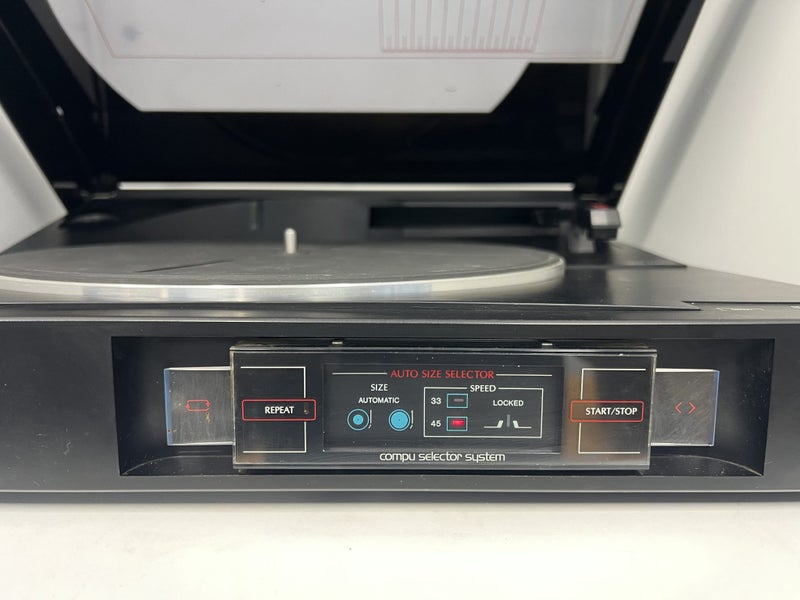 AUTO SIZE SELECTOR
SIZE
AUTOMATIC
SPEED
33
45
LOCKED
REPEAT
START/STOP
compu selector system